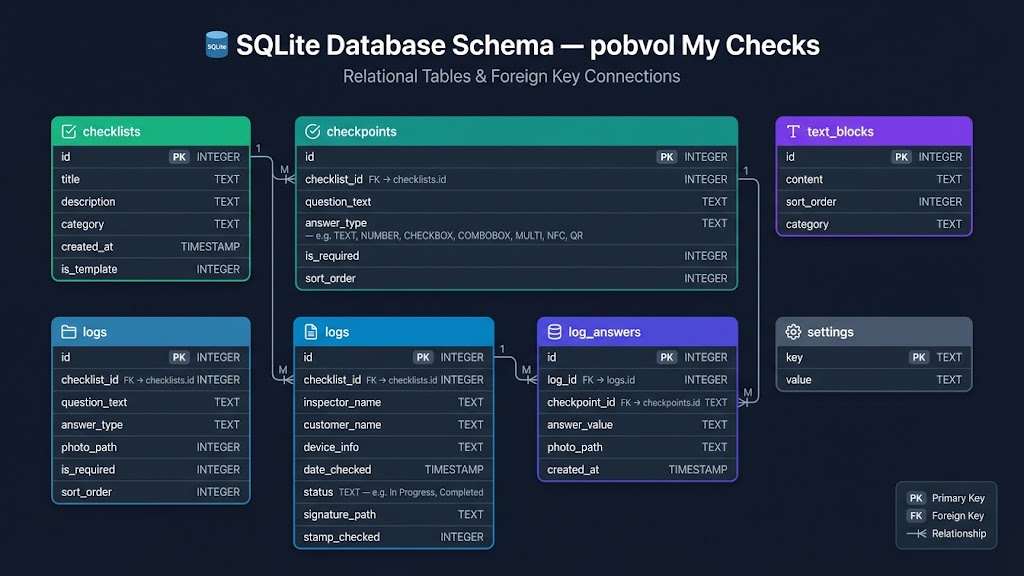 SQLite
SQLite Database Schema — pobvol My Checks
Relational Tables & Foreign Key Connections
checklists
id PK INTEGER
title TEXT
description TEXT
category TEXT
created_at TIMESTAMP
is_template INTEGER
1
M
M
checkpoints
id PK INTEGER
checklist_id FK → checklists.id INTEGER
question_text TEXT
answer_type TEXT
— e.g. TEXT, NUMBER, CHECKBOX, COMBOBOX, MULTI, NFC, QR
is_required INTEGER
sort_order INTEGER
1
M
text_blocks
id PK INTEGER
content TEXT
sort_order INTEGER
category TEXT
logs
id PK INTEGER
checklist_id FK → checklists.id INTEGER
question_text TEXT
answer_type TEXT
photo_path INTEGER
is_required INTEGER
sort_order INTEGER
logs
id PK INTEGER
checklist_id FK → checklists.id INTEGER
inspector_name TEXT
customer_name TEXT
device_info TEXT
date_checked TIMESTAMP
status TEXT — e.g. In Progress, Completed
signature_path TEXT
stamp_checked INTEGER
1
M
log_answers
id PK INTEGER
log_id FK → logs.id INTEGER
checkpoint_id FK → checkpoints.id TEXT
answer_value TEXT
photo_path TEXT
created_at TIMESTAMP
settings
key PK TEXT
value TEXT
PK Primary Key
FK Foreign Key
Relationship